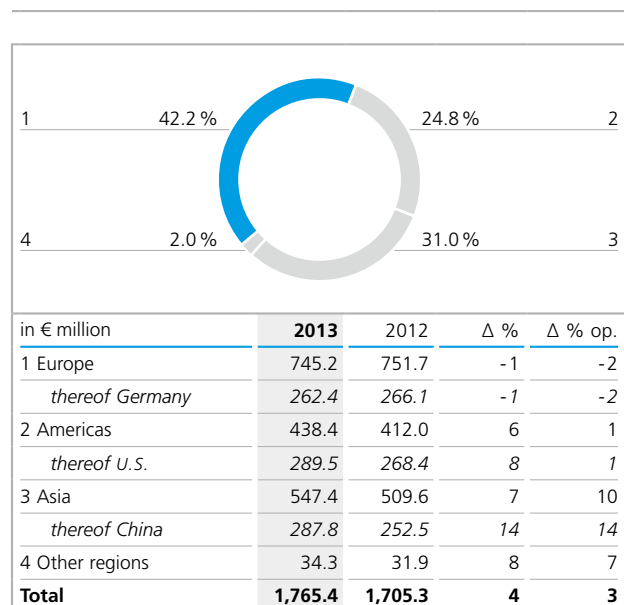 1 42.2 % 24.8 % 2
4 2.0 % 31.0 % 3
in € million 2013 2012 Δ % Δ % op.
1 Europe 745.2 751.7 -1 -2
thereof Germany 262.4 266.1 -1 -2
2 Americas 438.4 412.0 6 1
thereof U.S. 289.5 268.4 8 1
3 Asia 547.4 509.6 7 10
thereof China 287.8 252.5 14 14
4 Other regions 34.3 31.9 8 7
Total 1,765.4 1,705.3 4 3